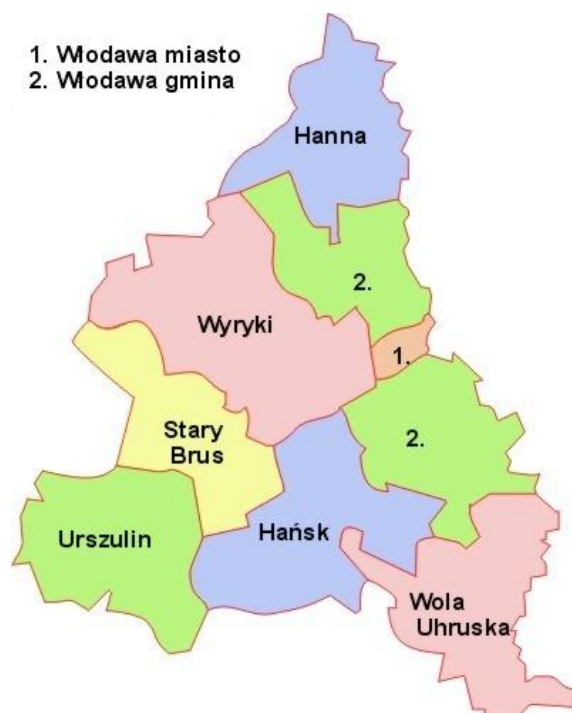 1. Włodawa miasto
2. Włodawa gmina
Hanna
2.
Wyryki
1.
Stary
Brus
2.
Urszulin
Hańsk
Wola
Uhruska